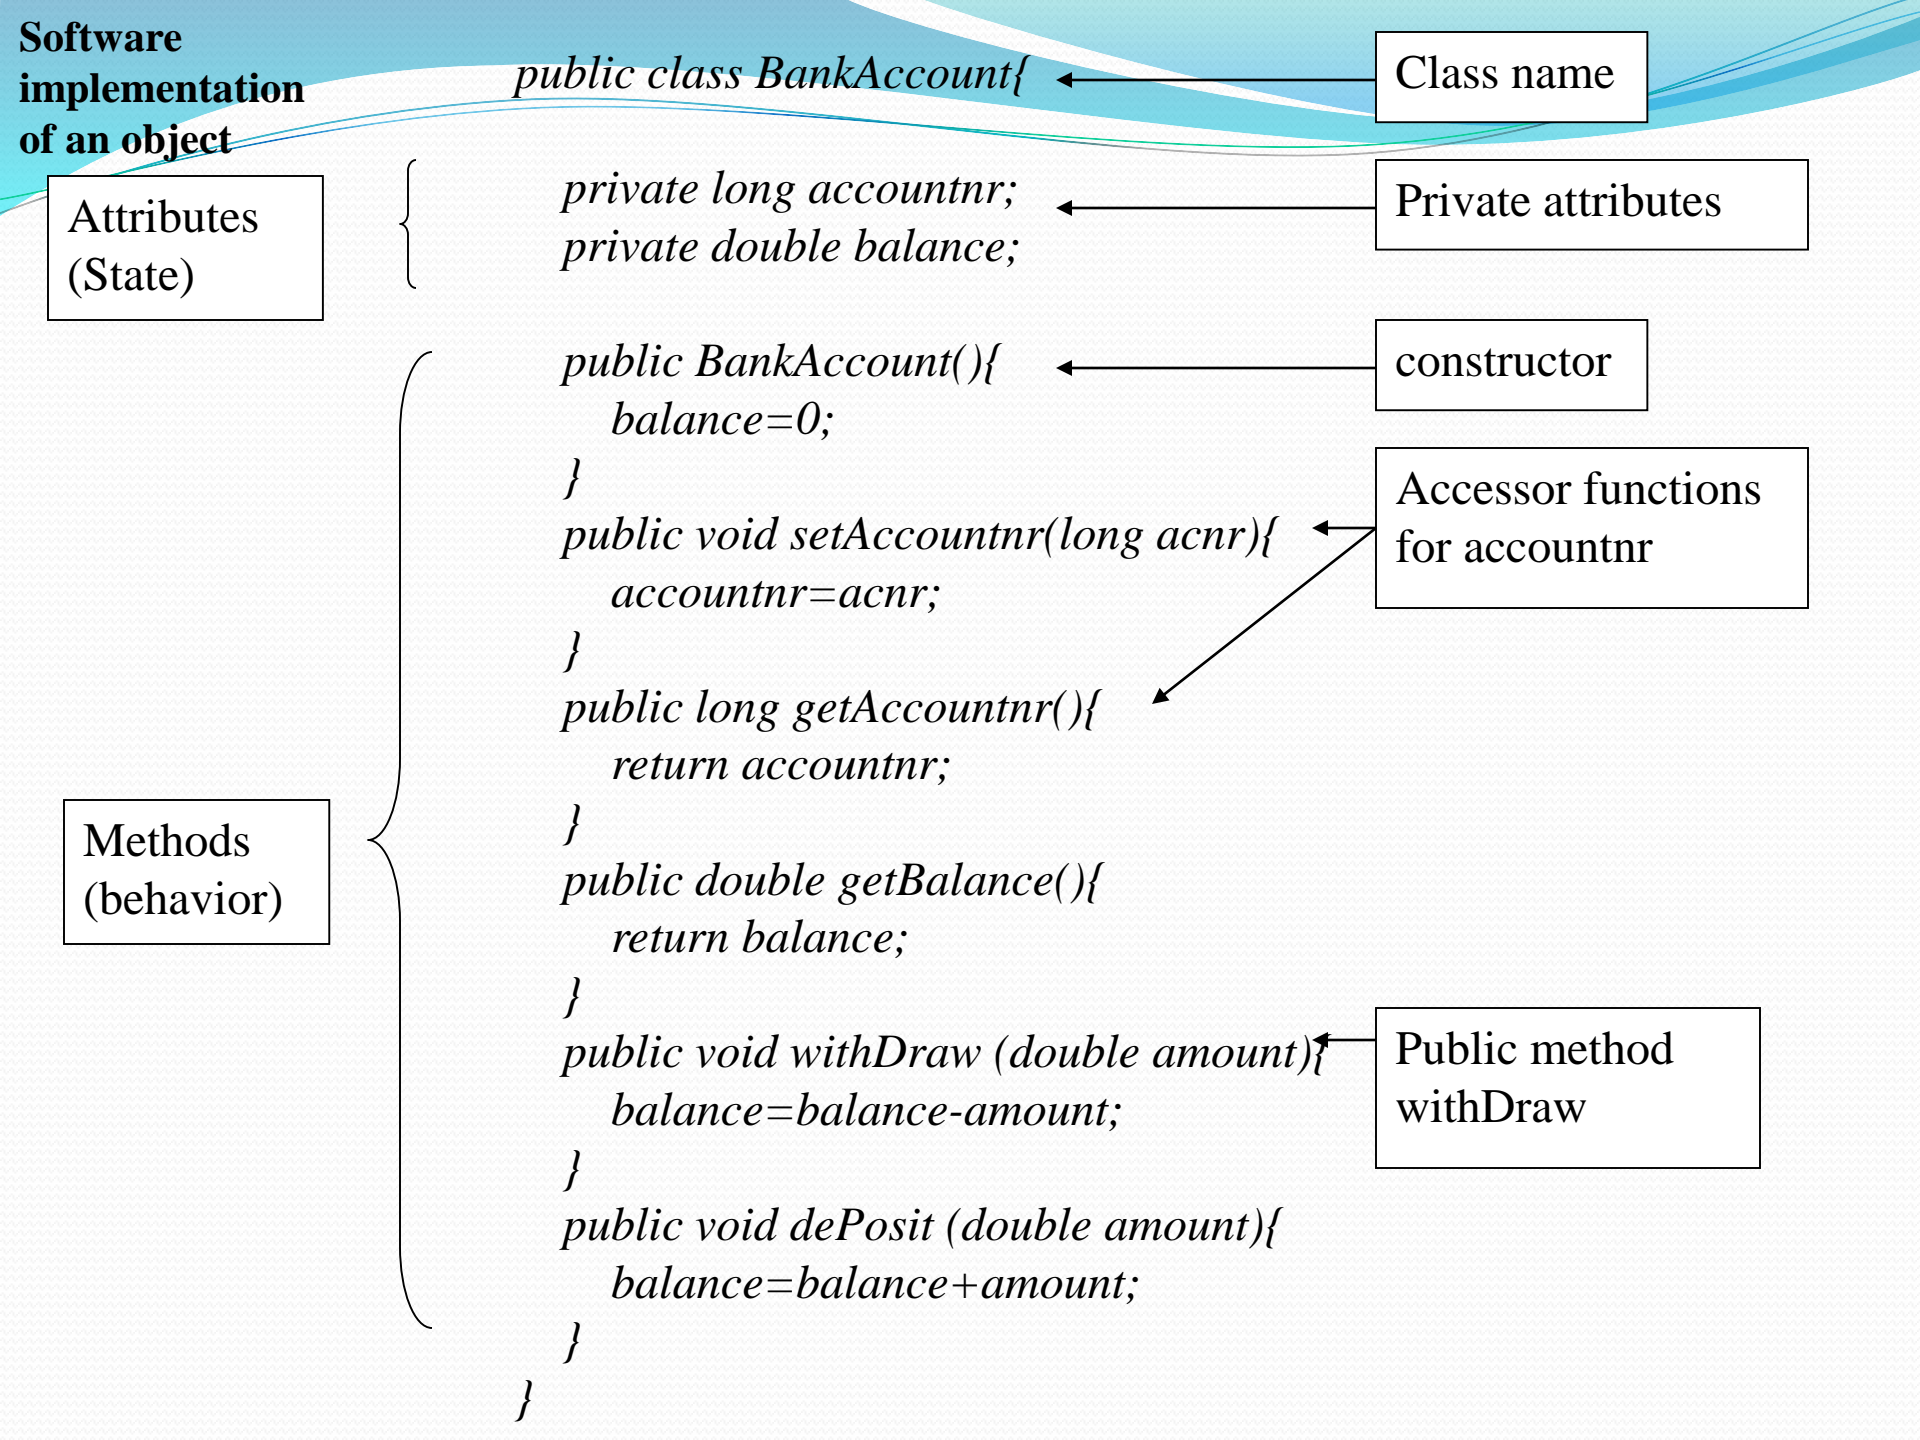 Software
implementation
of an object
public class BankAccount{
Class name
Attributes
(State)
private long accountnr;
private double balance;
Private attributes
public BankAccount(){
balance=0;
}
constructor
public void setAccountnr(long acnr){
accountnr=acnr;
}
Accessor functions
for accountnr
public long getAccountnr(){
return accountnr;
}
Methods
(behavior)
public double getBalance(){
return balance;
}
public void withDraw (double amount){
balance=balance-amount;
}
Public method
withDraw
public void dePosit (double amount){
balance=balance+amount;
}
}